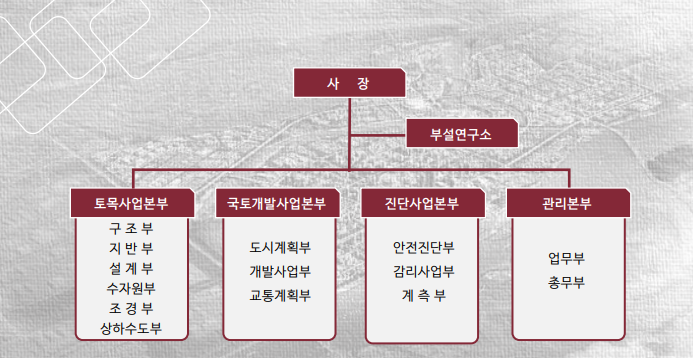 사 장
부설연구소
토목사업본부
구 조 부
지 반 부
설 계 부
수자원부
조 경 부
상하수도부
국토개발사업본부
도시계획부
개발사업부
교통계획부
진단사업본부
안전진단부
감리사업부
계 측 부
관리본부
업무부
총무부